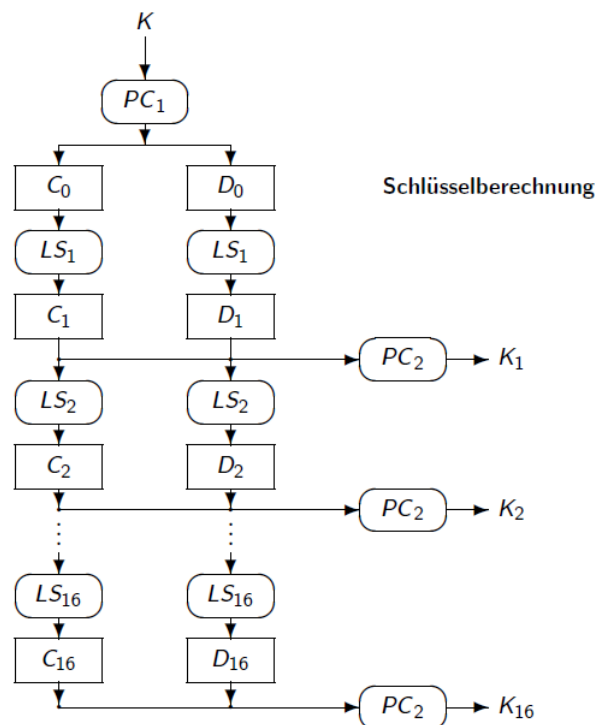 K
PC₁
C₀ D₀ Schlüsselberechnung
LS₁ LS₁
C₁ D₁
PC₂ K₁
LS₂ LS₂
C₂ D₂
PC₂ K₂
⋮ ⋮
LS₁₆ LS₁₆
C₁₆ D₁₆
PC₂ K₁₆